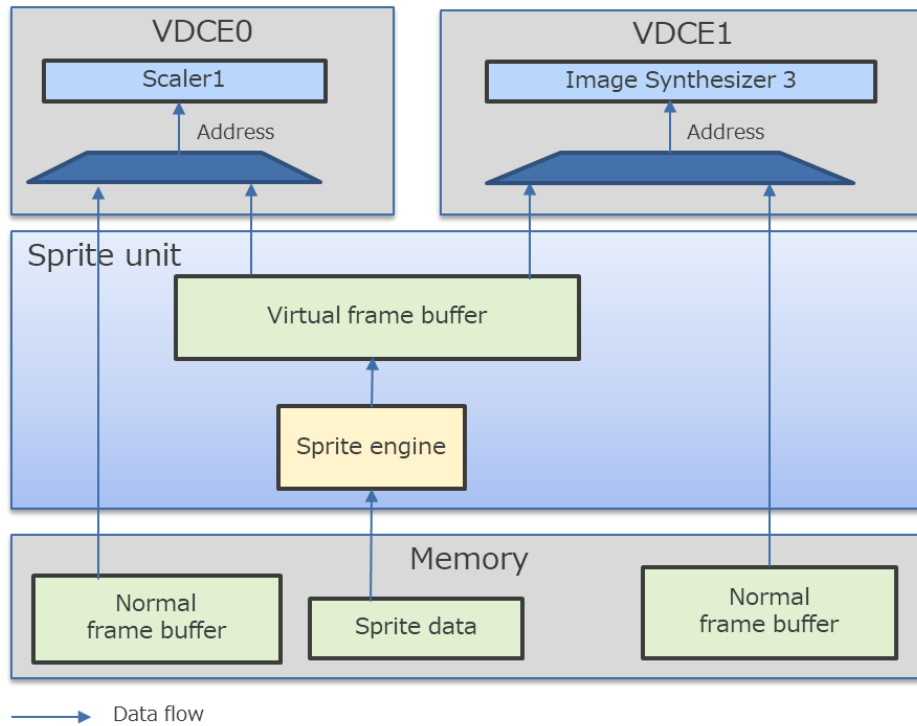 VDCE0
Scaler1
Address
VDCE1
Image Synthesizer 3
Address
Sprite unit
Virtual frame buffer
Sprite engine
Memory
Normal
frame buffer
Sprite data
Normal
frame buffer
Data flow